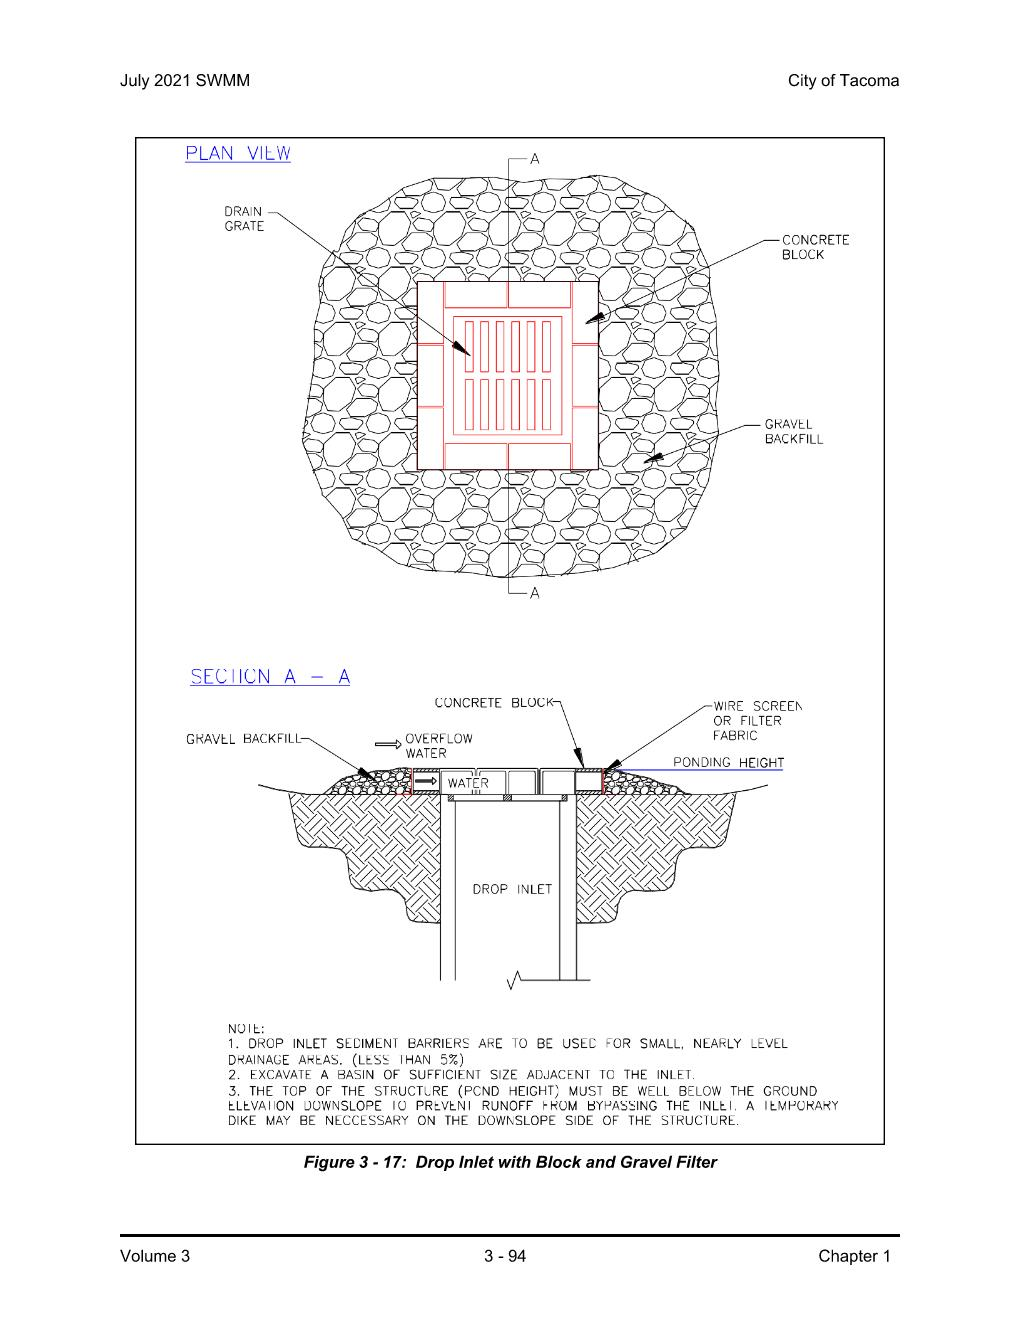 July 2021 SWMM
City of Tacoma
PLAN VIEW
A
DRAIN
GRATE
CONCRETE
BLOCK
GRAVEL
BACKFILL
A
SECTION A - A
CONCRETE BLOCK
WIRE SCREEN
OR FILTER
FABRIC
GRAVEL BACKFILL
OVERFLOW
WATER
PONDING HEIGHT
WATER
DROP INLET
NOTE:
1. DROP INLET SEDIMENT BARRIERS ARE TO BE USED FOR SMALL, NEARLY LEVEL
DRAINAGE AREAS. (LESS THAN 5%)
2. EXCAVATE A BASIN OF SUFFICIENT SIZE ADJACENT TO THE INLET.
3. THE TOP OF THE STRUCTURE (POND HEIGHT) MUST BE WELL BELOW THE GROUND
ELEVATION DOWNSLOPE TO PREVENT RUNOFF FROM BYPASSING THE INLET. A TEMPORARY
DIKE MAY BE NECCESSARY ON THE DOWNSLOPE SIDE OF THE STRUCTURE.
Figure 3 - 17: Drop Inlet with Block and Gravel Filter
Volume 3
3 - 94
Chapter 1